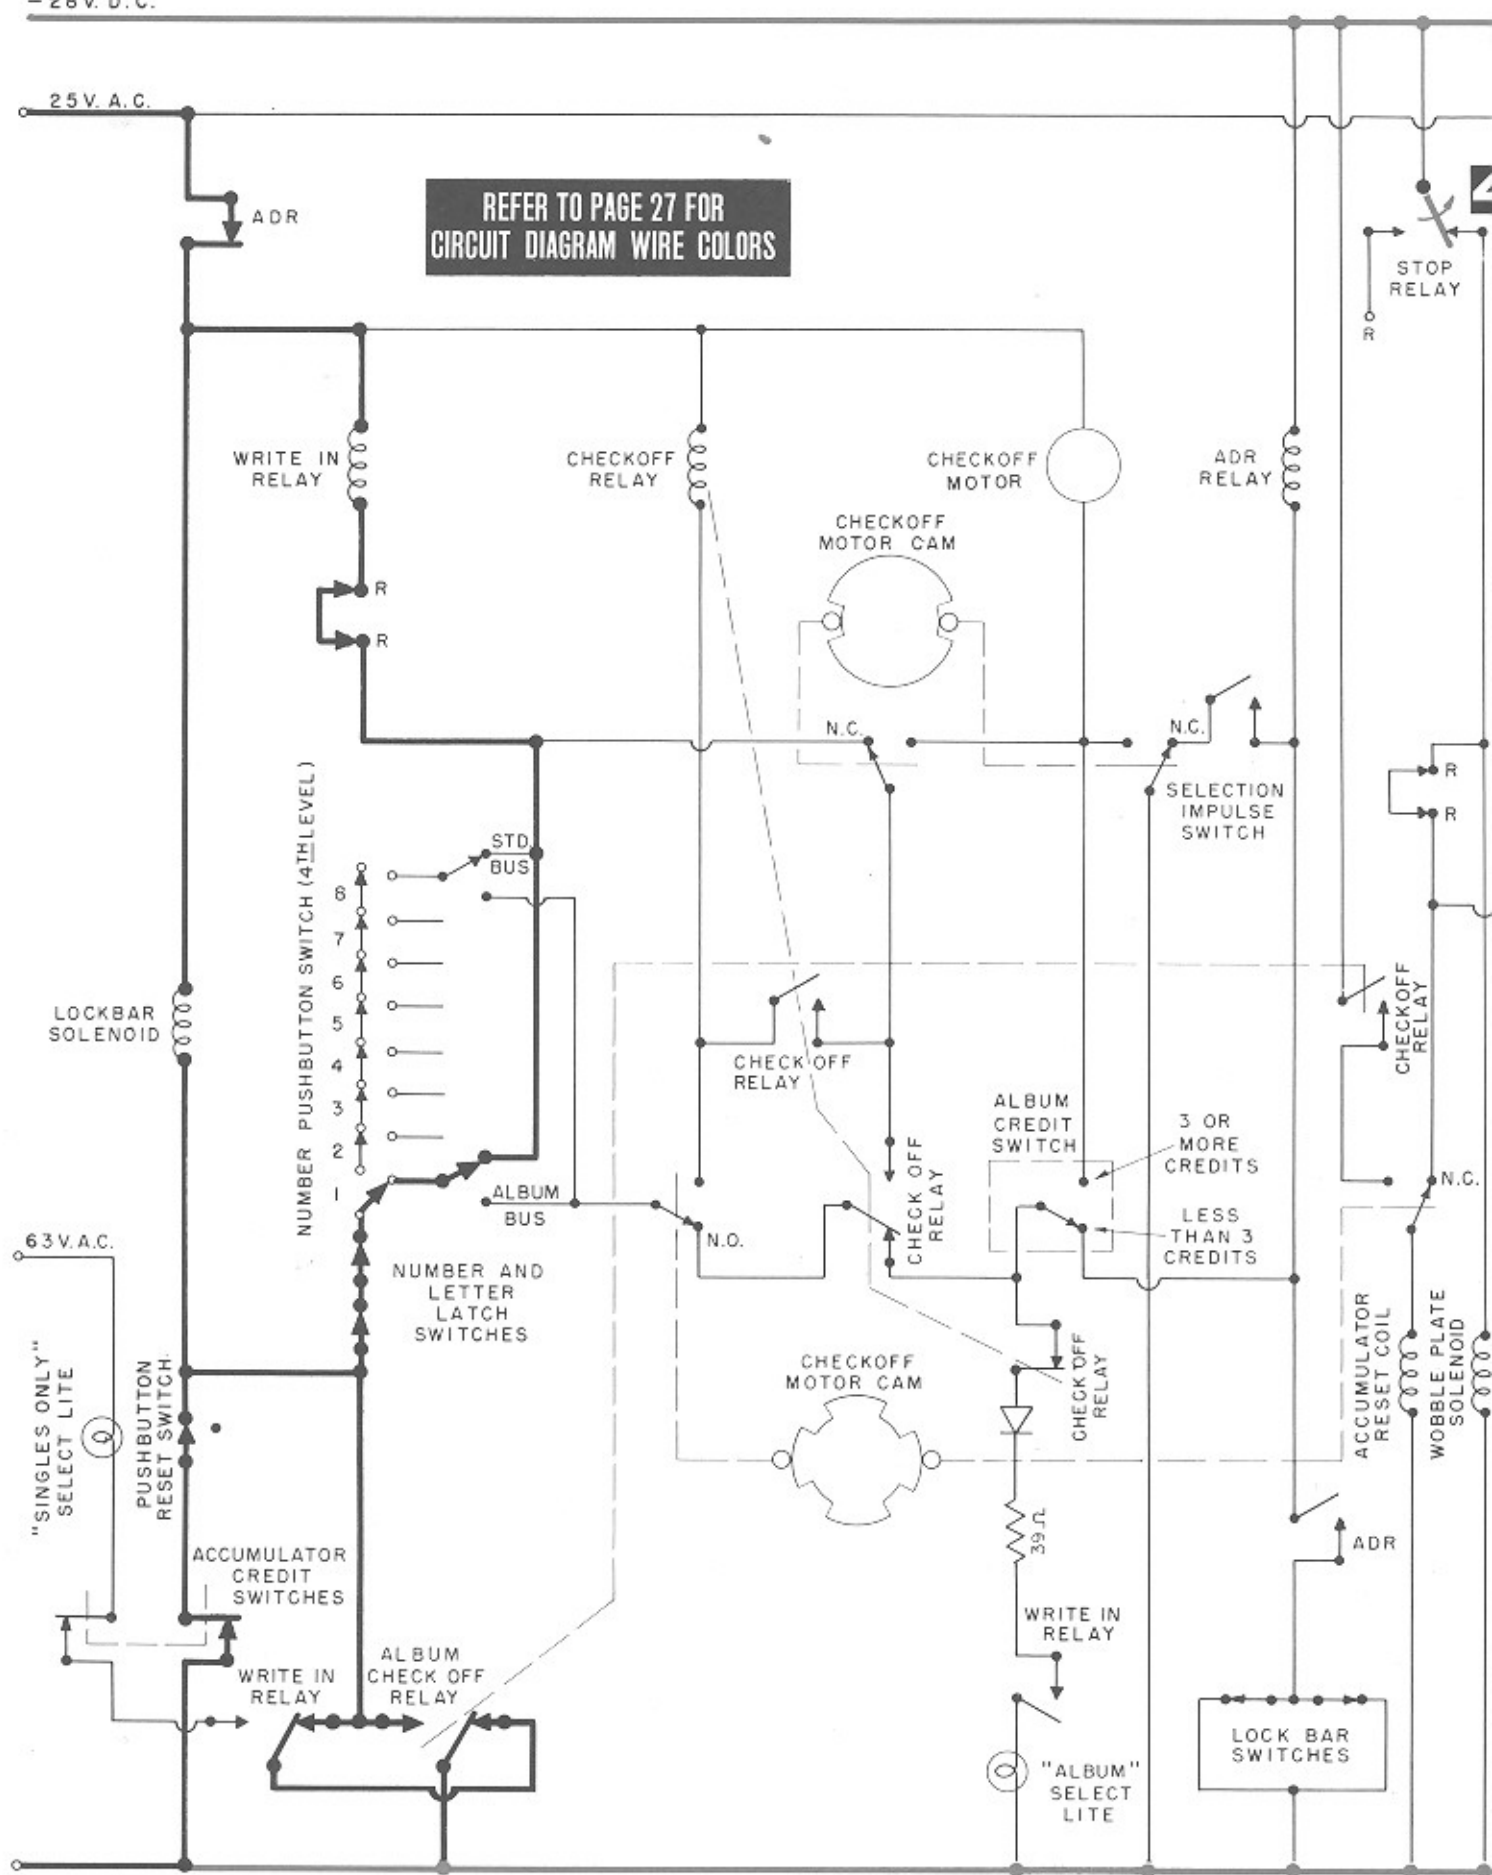 -28V. D.C.
25V. A.C.
ADR
REFER TO PAGE 27 FOR
CIRCUIT DIAGRAM WIRE COLORS
4
STOP
RELAY
R
WRITE IN
RELAY
CHECKOFF
RELAY
CHECKOFF
MOTOR
ADR
RELAY
CHECKOFF
MOTOR CAM
R
R
N.C.
N.C.
SELECTION
IMPULSE
SWITCH
R
R
NUMBER PUSHBUTTON SWITCH (4TH LEVEL)
STD.
BUS
8
7
6
5
4
3
2
1
LOCKBAR
SOLENOID
CHECK OFF
RELAY
CHECKOFF
RELAY
ALBUM
CREDIT
SWITCH
3 OR
MORE
CREDITS
CHECK OFF
RELAY
N.C.
ALBUM
BUS
N.O.
LESS
THAN 3
CREDITS
63V. A.C.
NUMBER AND
LETTER
LATCH
SWITCHES
"SINGLES ONLY"
SELECT LITE
PUSHBUTTON
RESET SWITCH
CHECKOFF
MOTOR CAM
CHECK OFF
RELAY
ACCUMULATOR
RESET COIL
WOBBLE PLATE
SOLENOID
39Ω
ADR
ACCUMULATOR
CREDIT
SWITCHES
WRITE IN
RELAY
WRITE IN
RELAY
ALBUM
CHECK OFF
RELAY
LOCK BAR
SWITCHES
"ALBUM"
SELECT
LITE